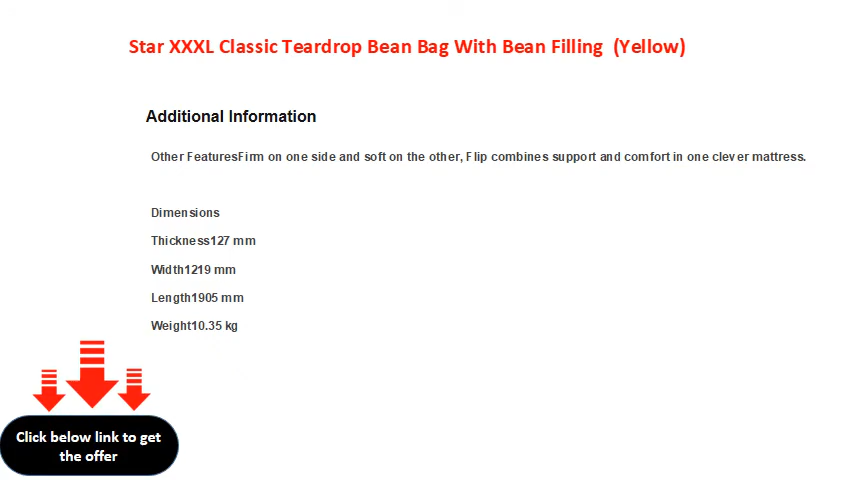 Star XXXL Classic Teardrop Bean Bag With Bean Filling  (Yellow)
Additional Information
Other FeaturesFirm on one side and soft on the other, Flip combines support and comfort in one clever mattress.
Dimensions
Thickness127 mm
Width1219 mm
Length1905 mm
Weight10.35 kg
Click below link to get
the offer